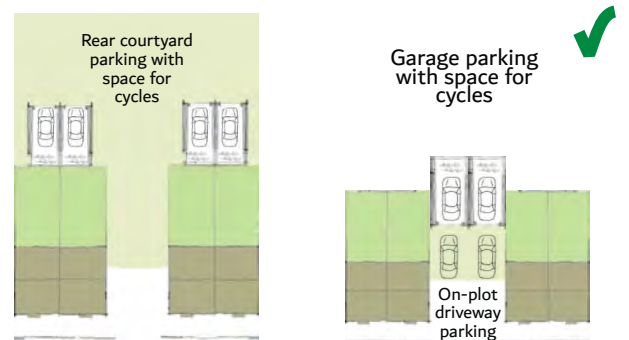 Rear courtyard
parking with
space for
cycles
Garage parking
with space for
cycles
On-plot
driveway
parking